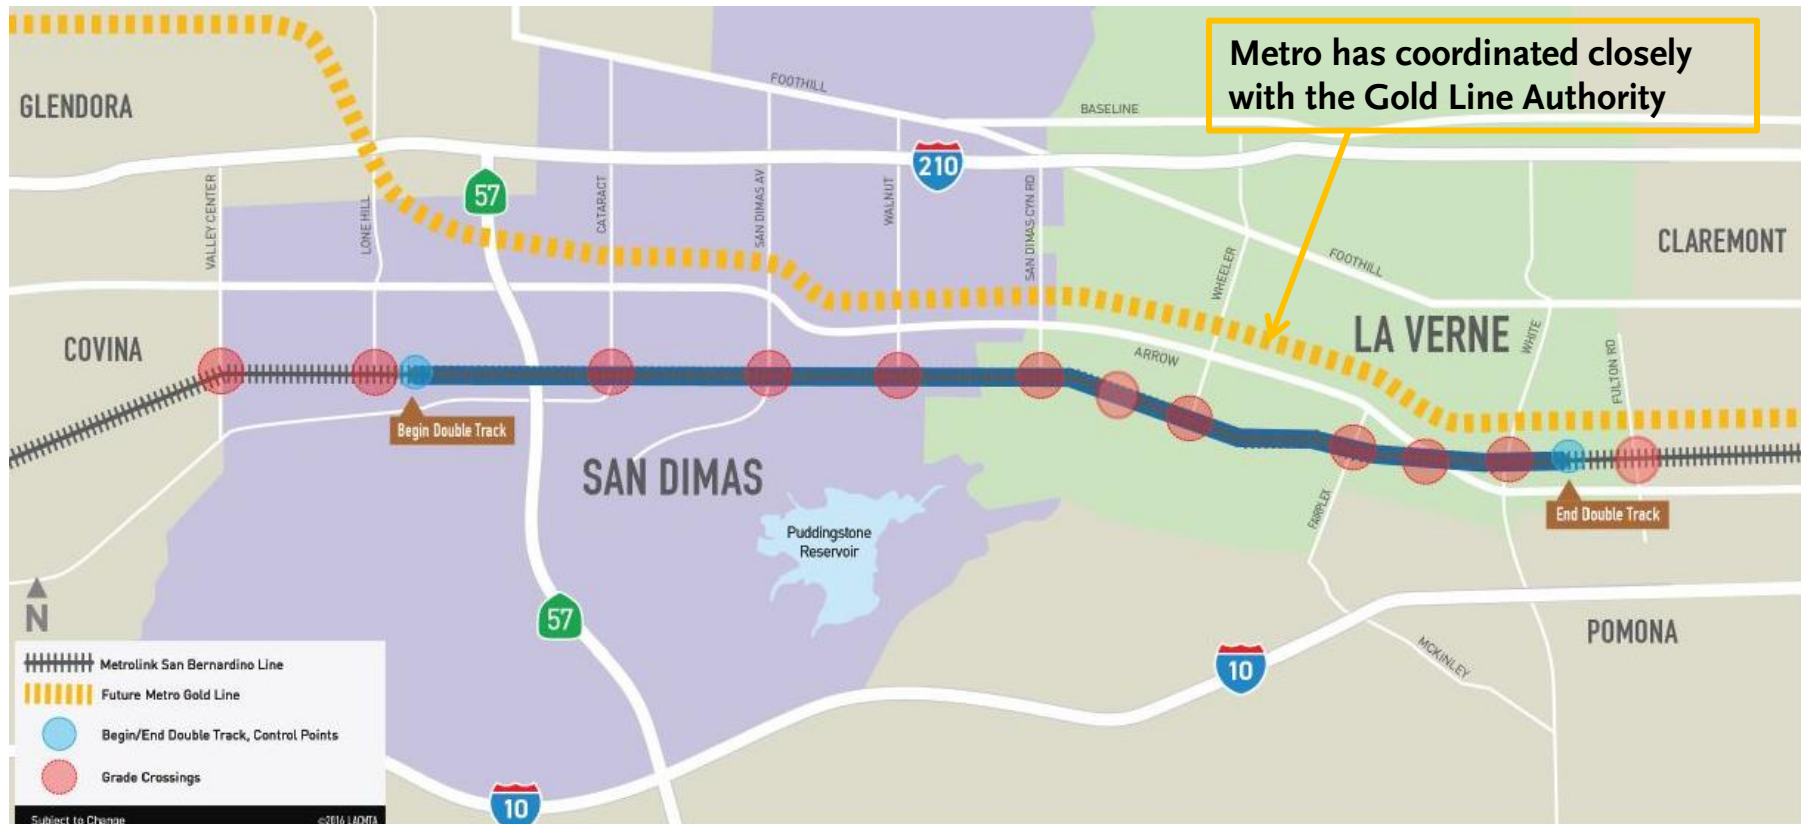 Metro has coordinated closely
with the Gold Line Authority
GLENDORA
FOOTHILL
BASELINE
210
57
VALLEY CENTER
LONE HILL
CATARACT
SAN DIMAS AV
WALNUT
SAN DIMAS CYN RD
WHEELER
FOOTHILL
CLAREMONT
COVINA
ARROW
LA VERNE
WHITE
FULTON RD
Begin Double Track
SAN DIMAS
Puddingstone
Reservoir
FAIRPLEX
End Double Track
N
57
10
MCKINLEY
POMONA
Metrolink San Bernardino Line
Future Metro Gold Line
Begin/End Double Track, Control Points
Grade Crossings
10
Subject to Change
©2016 LACMTA